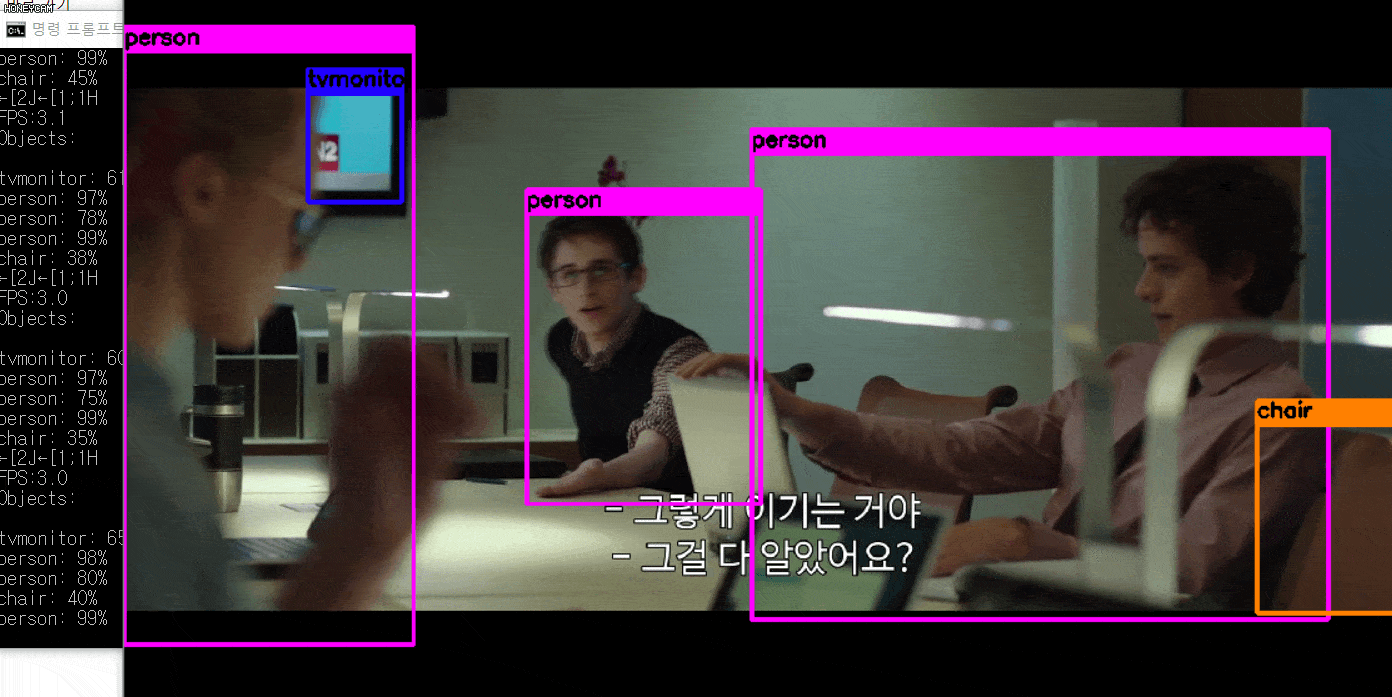 HONEYCAM
명령 프롬프트
person: 99%
chair: 45%
←[2J←[1;1H
FPS:3.1
Objects:
tvmonitor: 61
person: 97%
person: 78%
person: 99%
chair: 38%
←[2J←[1;1H
FPS:3.0
Objects:
tvmonitor: 60
person: 97%
person: 75%
person: 99%
chair: 35%
←[2J←[1;1H
FPS:3.0
Objects:
tvmonitor: 65
person: 98%
person: 80%
chair: 40%
person: 99%
person
tvmonito
N2
person
person
chair
- 그렇게 이기는 거야
- 그걸 다 알았어요?